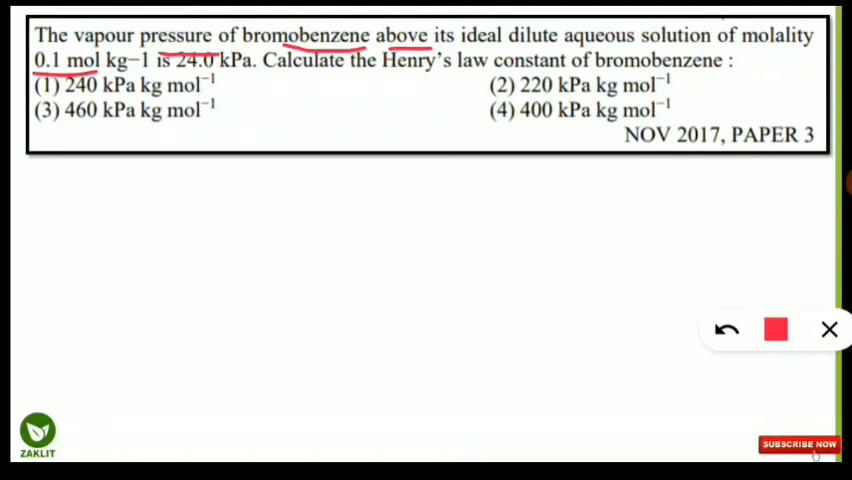 The vapour pressure of bromobenzene above its ideal dilute aqueous solution of molality
0.1 mol kg−1 is 24.0 kPa. Calculate the Henry's law constant of bromobenzene :
(1) 240 kPa kg mol⁻¹ (2) 220 kPa kg mol⁻¹
(3) 460 kPa kg mol⁻¹ (4) 400 kPa kg mol⁻¹
NOV 2017, PAPER 3
ZAKLIT
SUBSCRIBE NOW